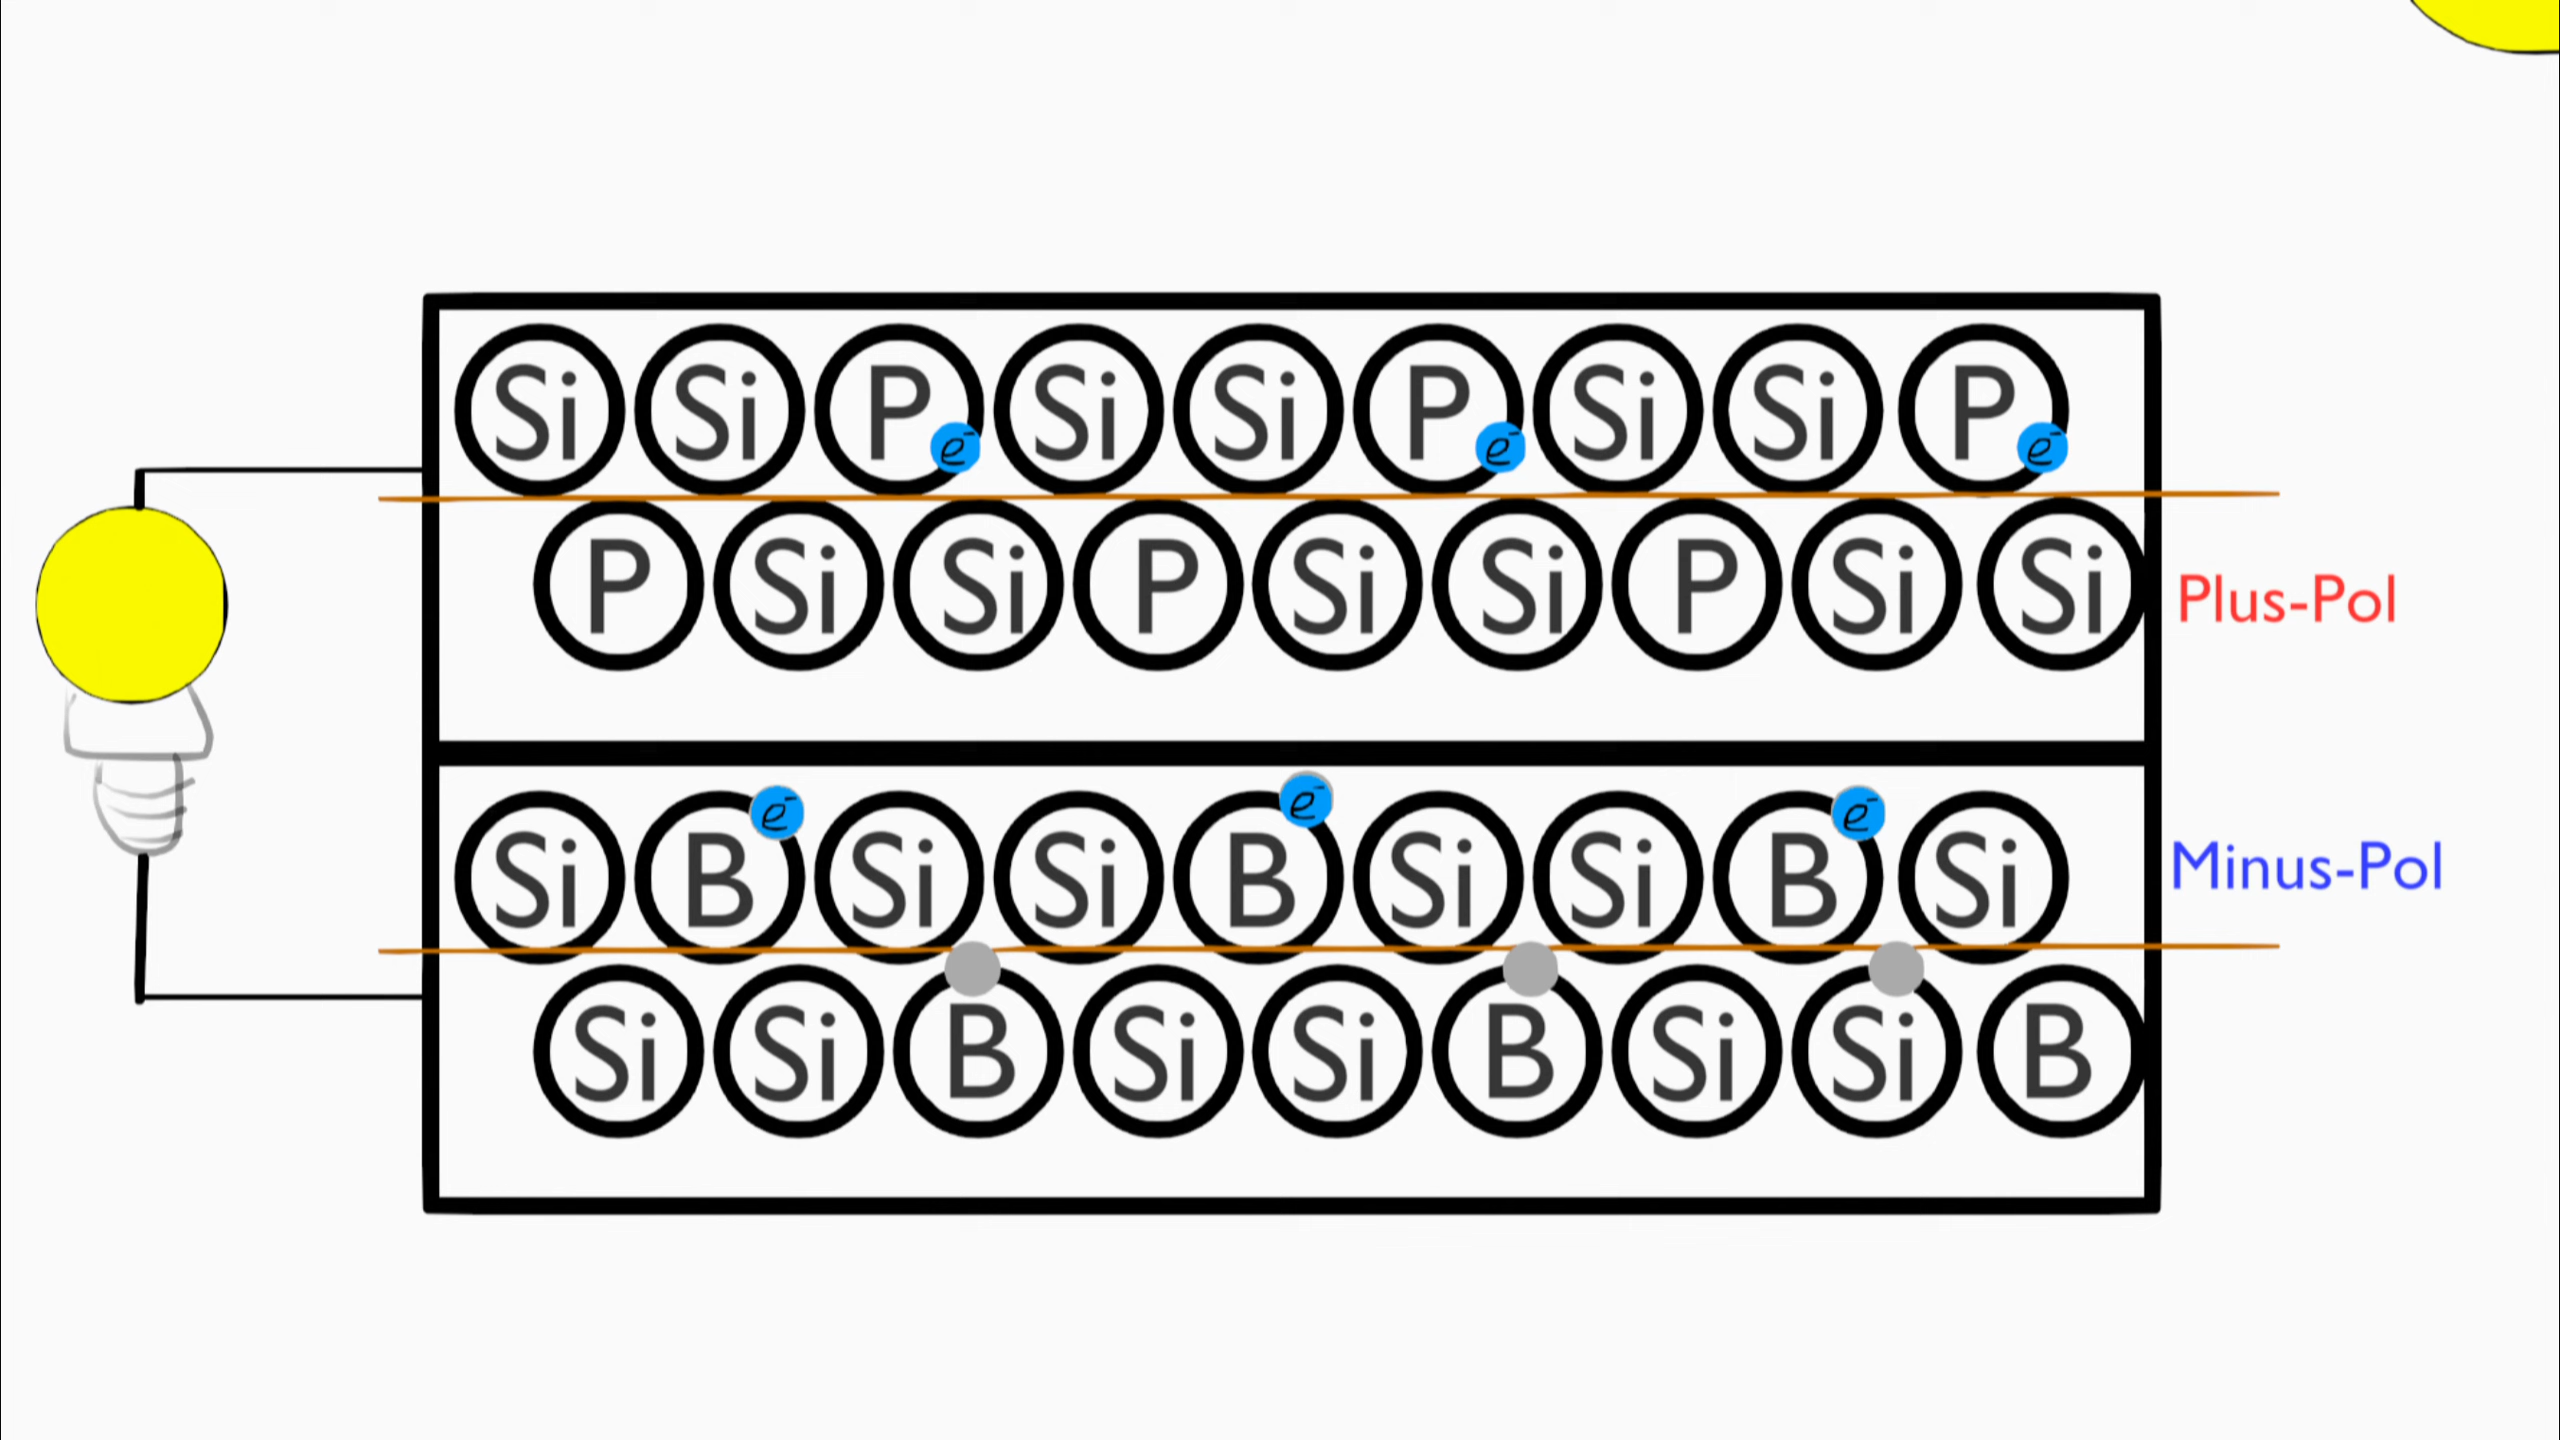 Si Si P Si Si P Si Si P
e⁻ e⁻ e⁻
P Si Si P Si Si P Si Si
Plus-Pol
e⁻ e⁻ e⁻
Si B Si Si B Si Si B Si
Minus-Pol
Si Si B Si Si B Si Si B